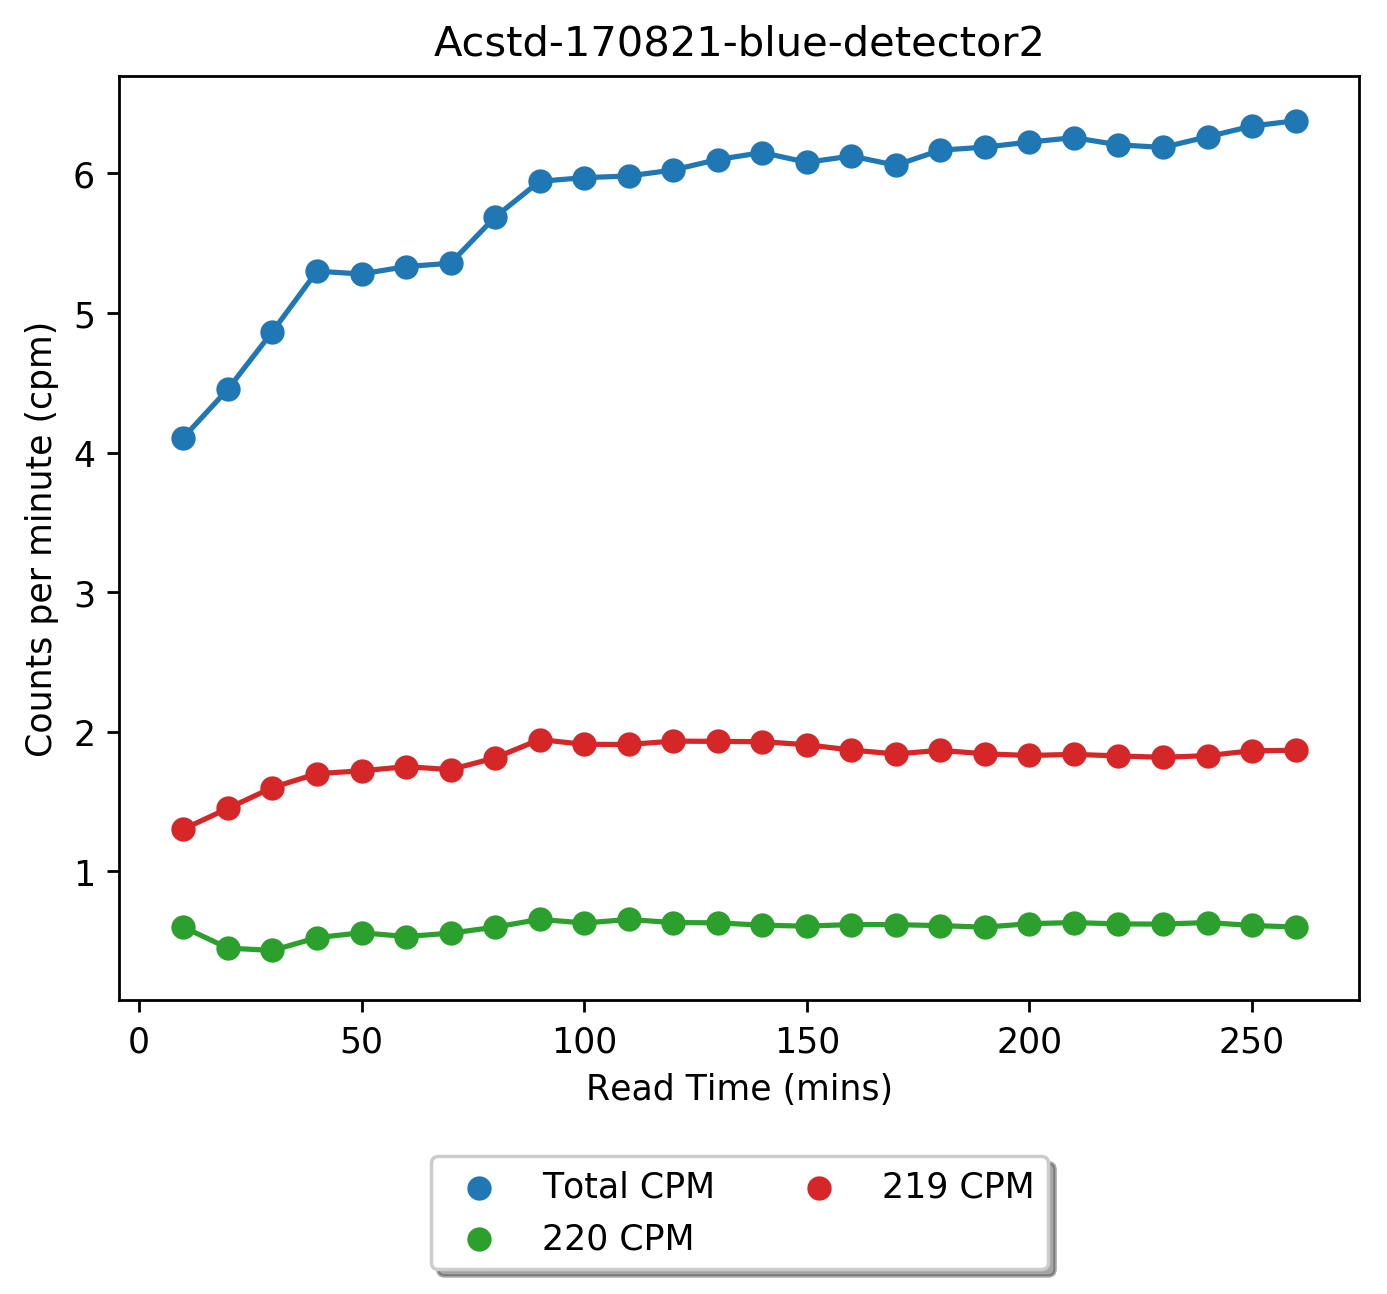 Acstd-170821-blue-detector2
Counts per minute (cpm)
6
5
4
3
2
1
0 50 100 150 200 250
Read Time (mins)
Total CPM 219 CPM
220 CPM